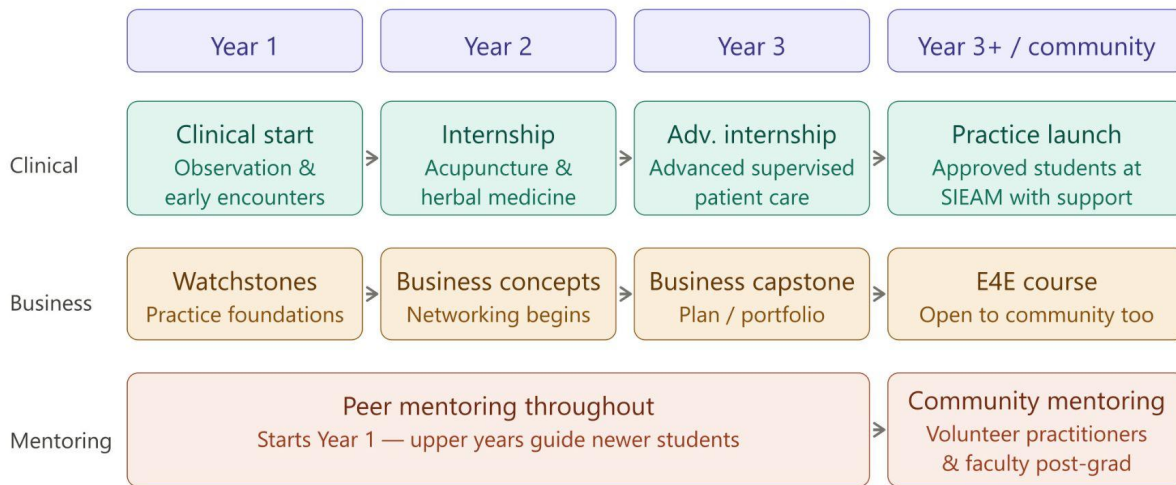 Year 1
Year 2
Year 3
Year 3+ / community
Clinical
Clinical start
Observation &
early encounters
Internship
Acupuncture &
herbal medicine
Adv. internship
Advanced supervised
patient care
Practice launch
Approved students at
SIEAM with support
Business
Watchstones
Practice foundations
Business concepts
Networking begins
Business capstone
Plan / portfolio
E4E course
Open to community too
Mentoring
Peer mentoring throughout
Starts Year 1 — upper years guide newer students
Community mentoring
Volunteer practitioners
& faculty post-grad